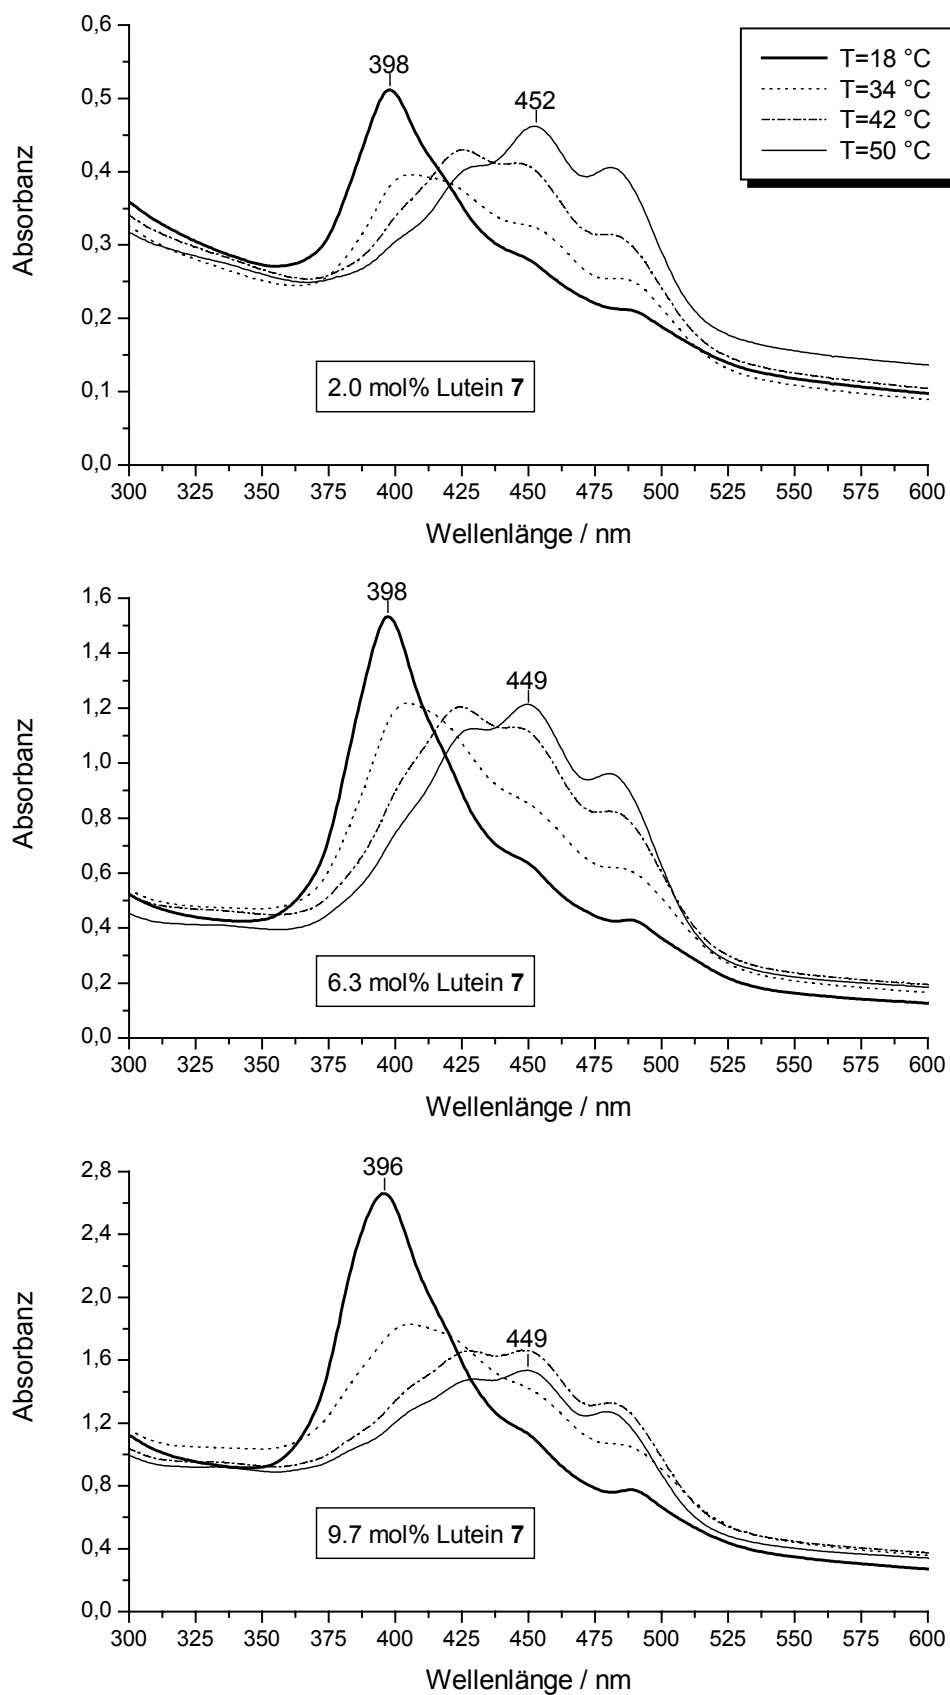 0,6
0,5
0,4
0,3
0,2
0,1
0,0
Absorbanz
398
452
T=18 °C
T=34 °C
T=42 °C
T=50 °C
2.0 mol% Lutein 7
300 325 350 375 400 425 450 475 500 525 550 575 600
Wellenlänge / nm
1,6
1,4
1,2
1,0
0,8
0,6
0,4
0,2
0,0
Absorbanz
398
449
6.3 mol% Lutein 7
300 325 350 375 400 425 450 475 500 525 550 575 600
Wellenlänge / nm
2,8
2,4
2,0
1,6
1,2
0,8
0,4
0,0
Absorbanz
396
449
9.7 mol% Lutein 7
300 325 350 375 400 425 450 475 500 525 550 575 600
Wellenlänge / nm